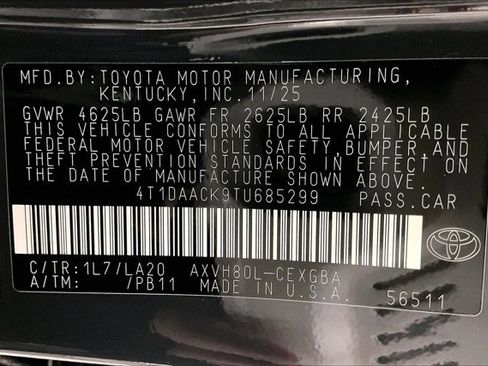 MFD.BY:TOYOTA MOTOR MANUFACTURING,
KENTUCKY,INC.11/25
GVWR 4625LB GAWR FR 2625LB RR 2425LB
THIS VEHICLE CONFORMS TO ALL APPLICABLE
FEDERAL MOTOR VEHICLE SAFETY,BUMPER AND
THEFT PREVENTION STANDARDS IN EFFECT ON
THE DATE OF MANUFACTURE SHOWN ABOVE.
4T1DAACK9TU685299 PASS.CAR
C/TR:1L7/LA20 AXVH80L-CEXGBA
A/TM: 7PB11 MADE IN U.S.A. 56511